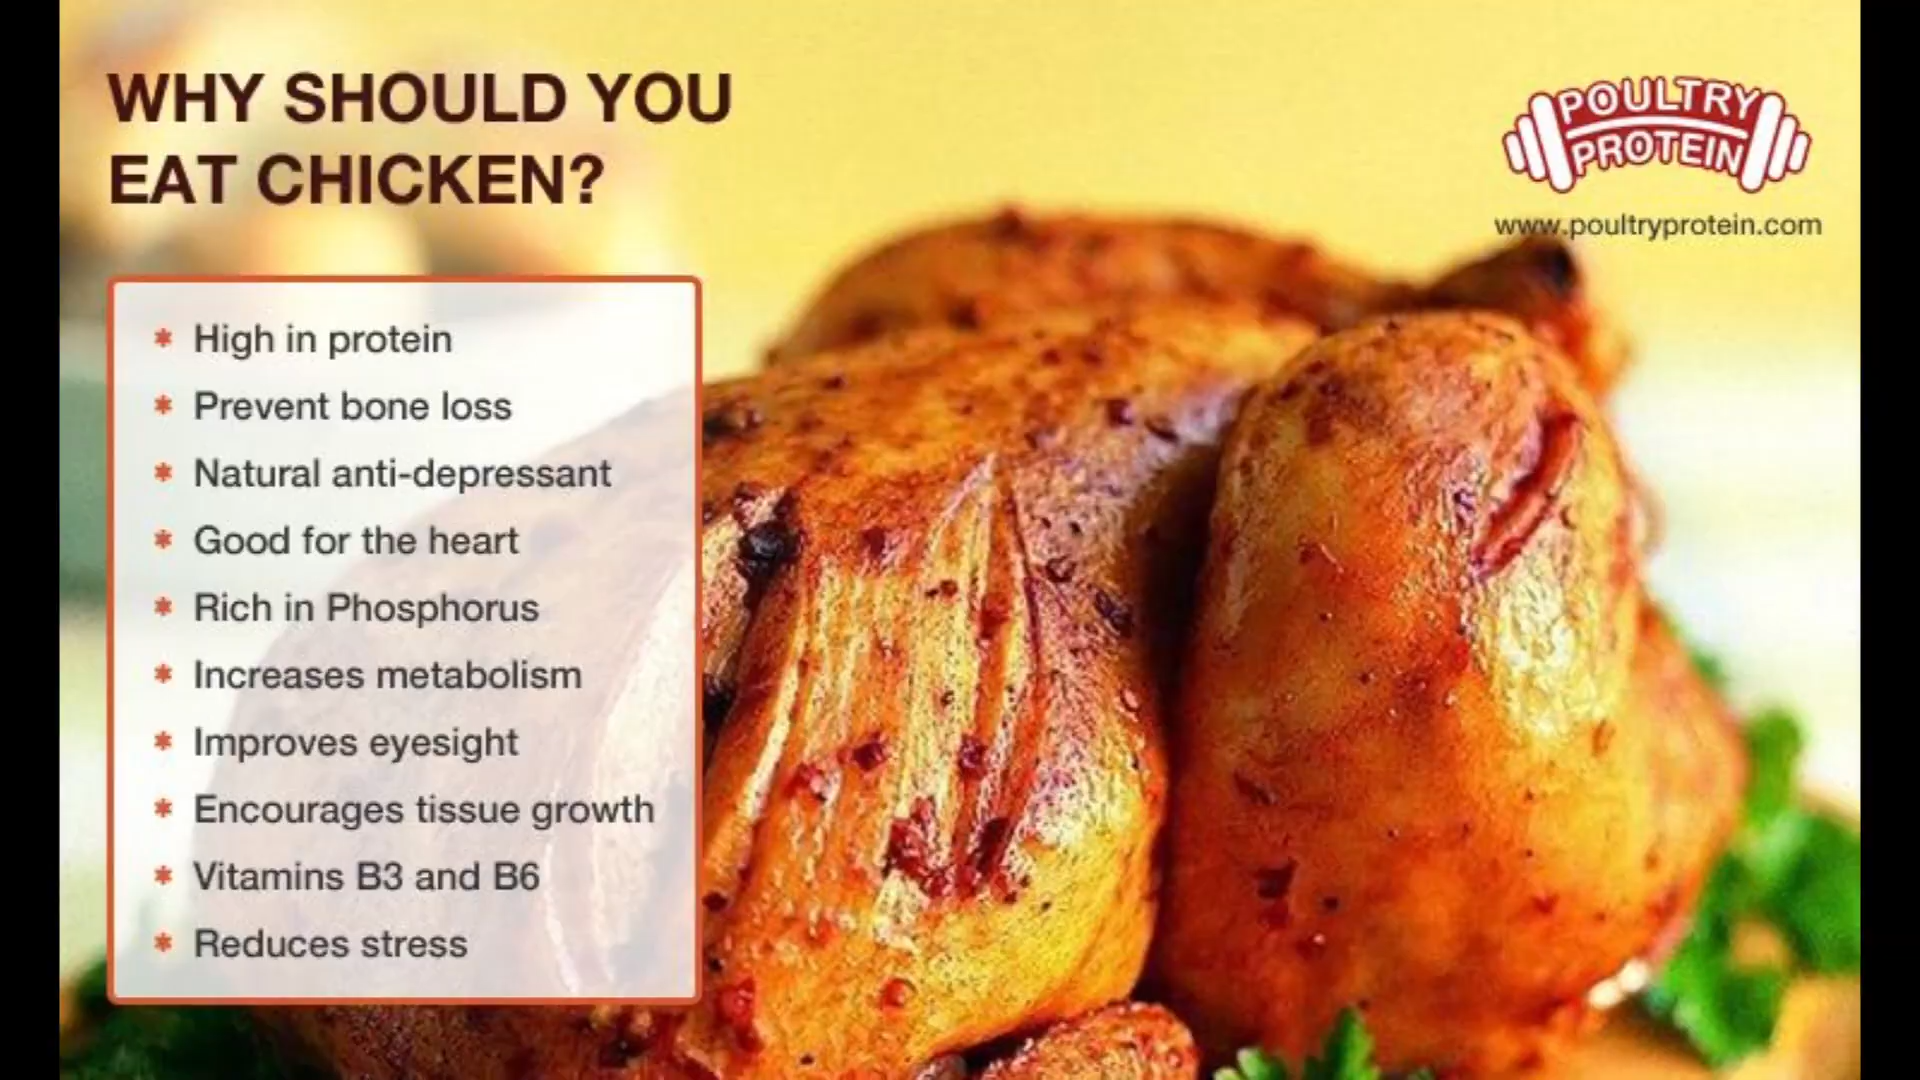 WHY SHOULD YOU
EAT CHICKEN?
POULTRY
PROTEIN
www.poultryprotein.com
* High in protein
* Prevent bone loss
* Natural anti-depressant
* Good for the heart
* Rich in Phosphorus
* Increases metabolism
* Improves eyesight
* Encourages tissue growth
* Vitamins B3 and B6
* Reduces stress